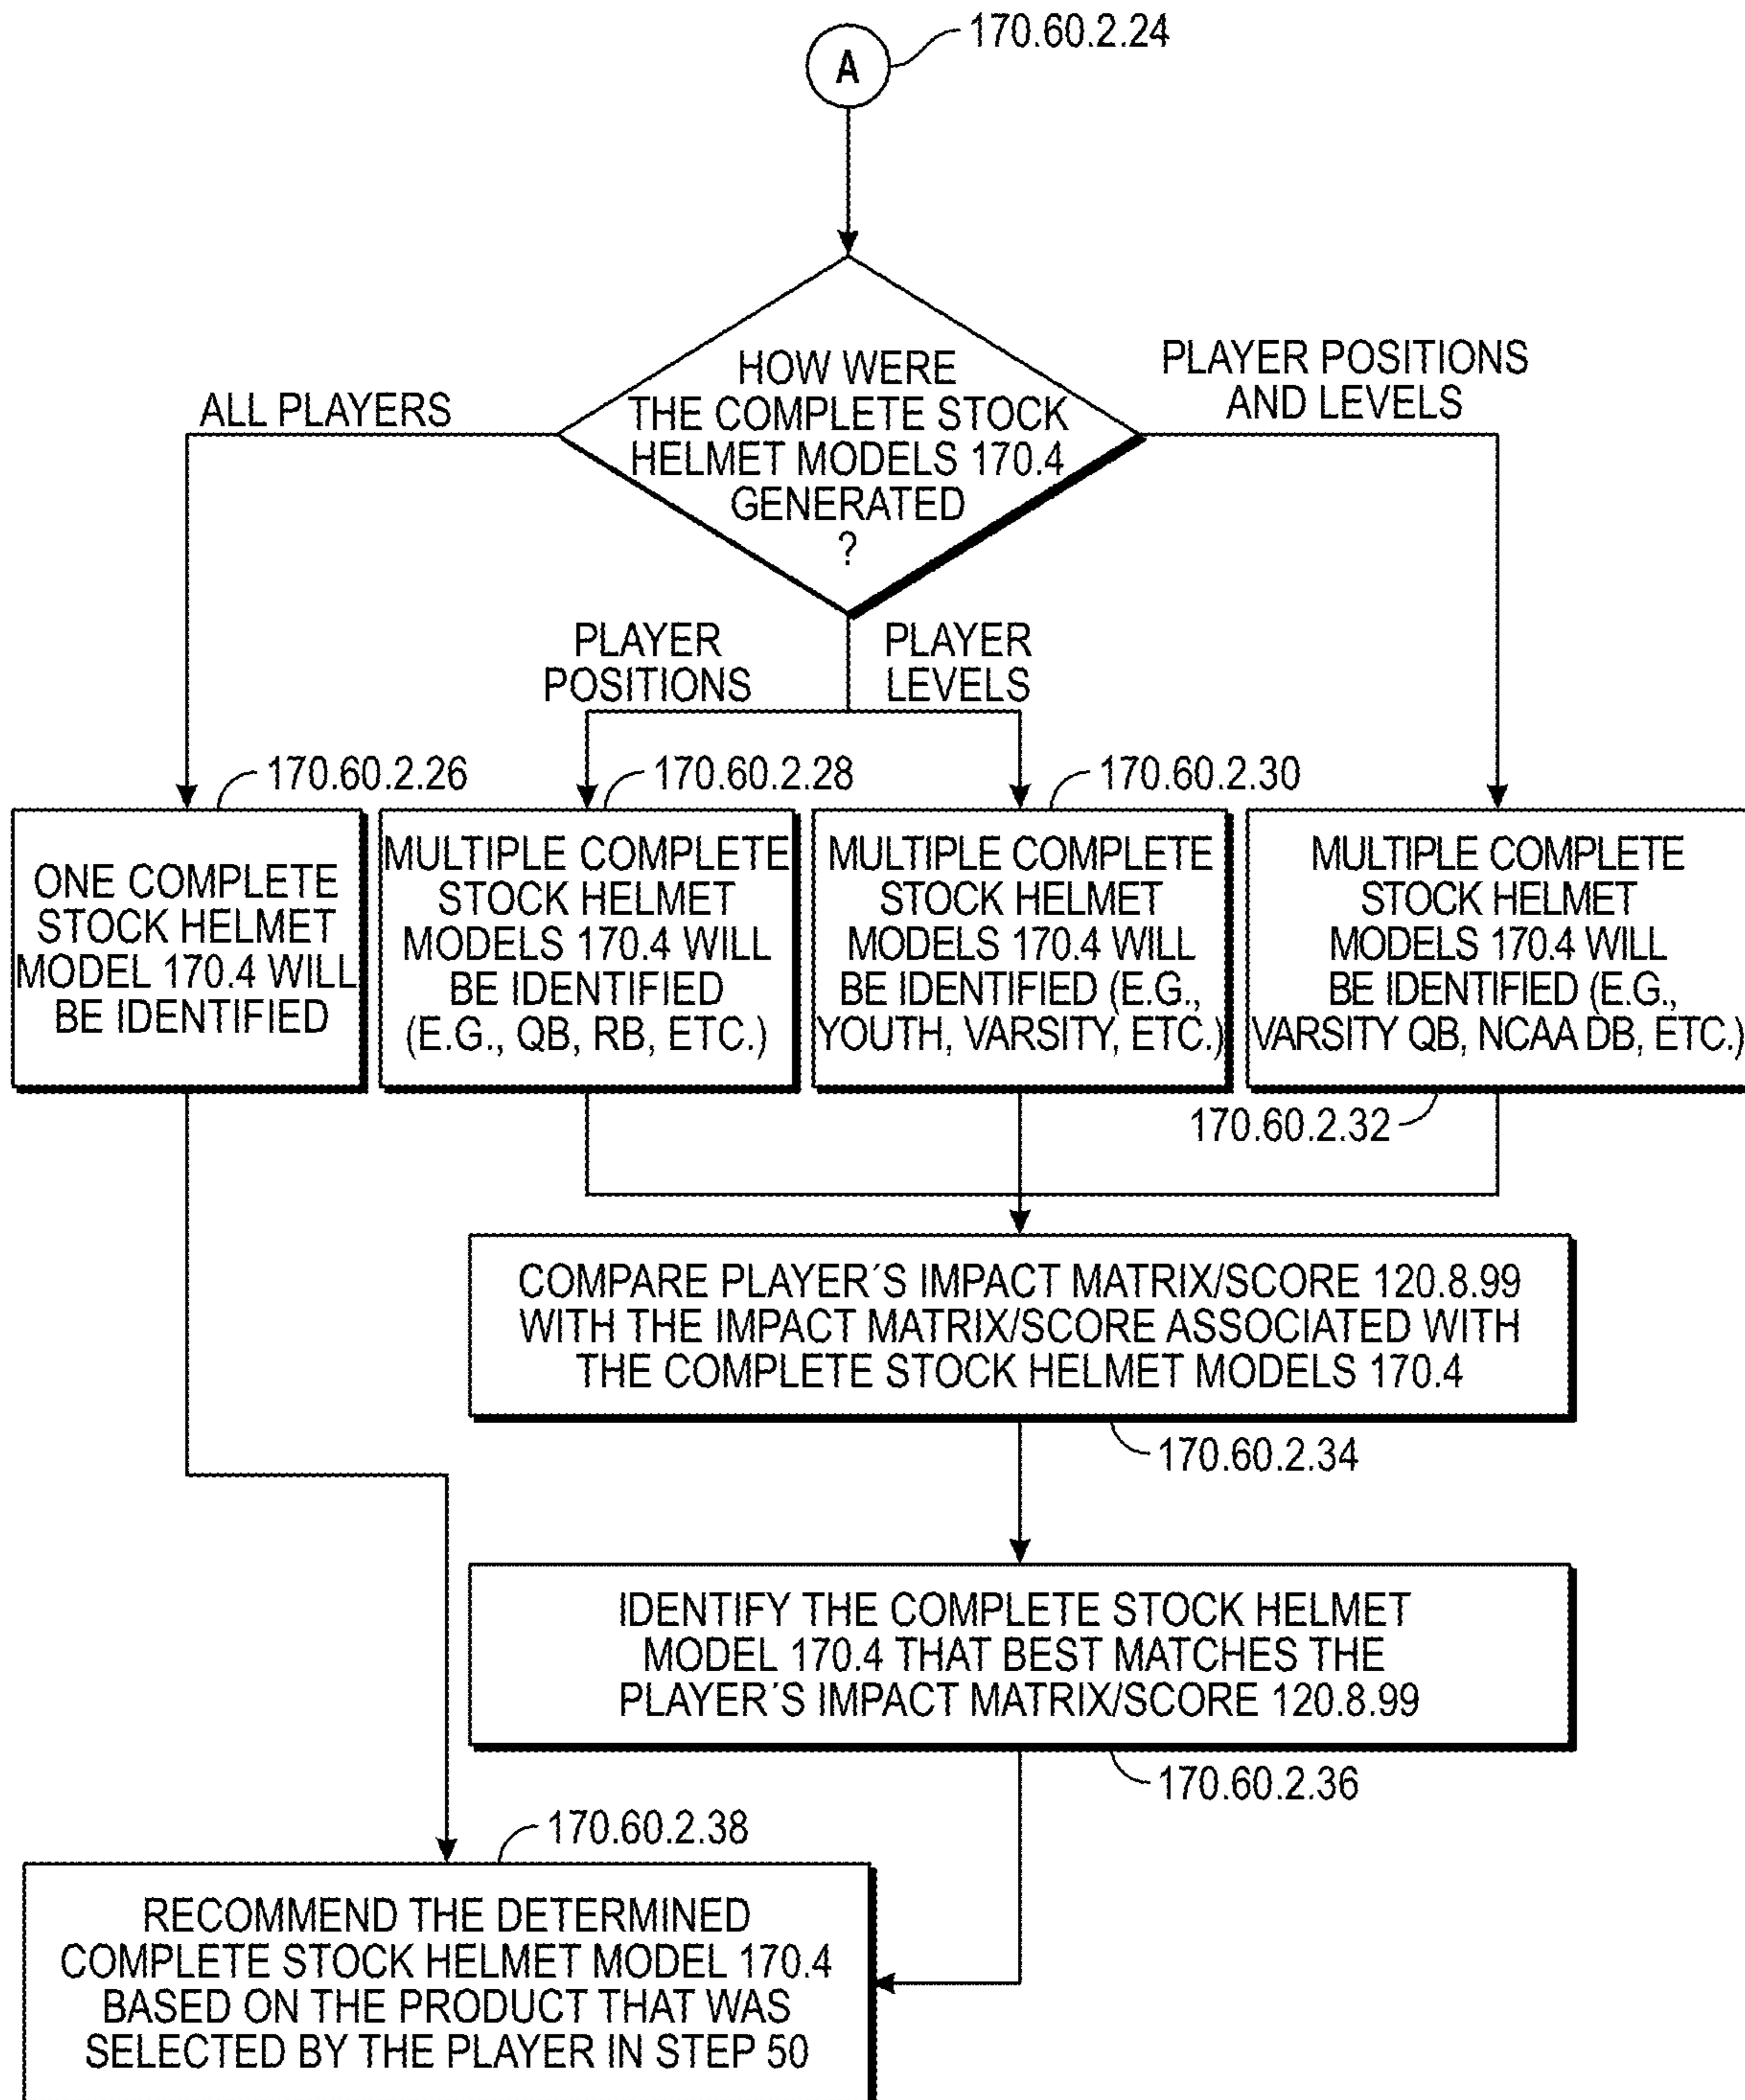 170.60.2.24
A
HOW WERE
THE COMPLETE STOCK
HELMET MODELS 170.4
GENERATED
?
ALL PLAYERS
PLAYER POSITIONS
AND LEVELS
PLAYER
POSITIONS
PLAYER
LEVELS
170.60.2.26
ONE COMPLETE
STOCK HELMET
MODEL 170.4 WILL
BE IDENTIFIED
170.60.2.28
MULTIPLE COMPLETE
STOCK HELMET
MODELS 170.4 WILL
BE IDENTIFIED
(E.G., QB, RB, ETC.)
170.60.2.30
MULTIPLE COMPLETE
STOCK HELMET
MODELS 170.4 WILL
BE IDENTIFIED (E.G.,
YOUTH, VARSITY, ETC.)
MULTIPLE COMPLETE
STOCK HELMET
MODELS 170.4 WILL
BE IDENTIFIED (E.G.,
VARSITY QB, NCAA DB, ETC.)
170.60.2.32
COMPARE PLAYER´S IMPACT MATRIX/SCORE 120.8.99
WITH THE IMPACT MATRIX/SCORE ASSOCIATED WITH
THE COMPLETE STOCK HELMET MODELS 170.4
170.60.2.34
IDENTIFY THE COMPLETE STOCK HELMET
MODEL 170.4 THAT BEST MATCHES THE
PLAYER´S IMPACT MATRIX/SCORE 120.8.99
170.60.2.36
170.60.2.38
RECOMMEND THE DETERMINED
COMPLETE STOCK HELMET MODEL 170.4
BASED ON THE PRODUCT THAT WAS
SELECTED BY THE PLAYER IN STEP 50